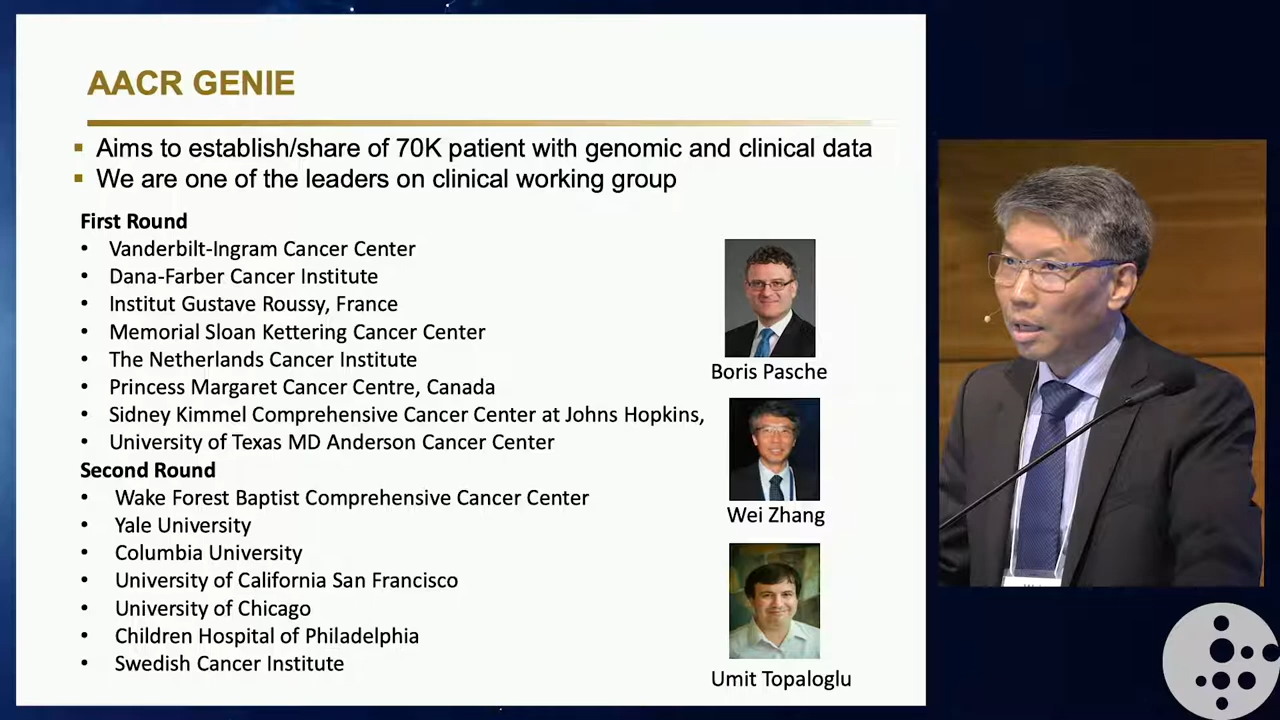 AACR GENIE
Aims to establish/share of 70K patient with genomic and clinical data
We are one of the leaders on clinical working group
First Round
Vanderbilt-Ingram Cancer Center
Dana-Farber Cancer Institute
Institut Gustave Roussy, France
Memorial Sloan Kettering Cancer Center
The Netherlands Cancer Institute
Princess Margaret Cancer Centre, Canada
Sidney Kimmel Comprehensive Cancer Center at Johns Hopkins,
University of Texas MD Anderson Cancer Center
Second Round
Wake Forest Baptist Comprehensive Cancer Center
Yale University
Columbia University
University of California San Francisco
University of Chicago
Children Hospital of Philadelphia
Swedish Cancer Institute
Boris Pasche
Wei Zhang
Umit Topaloglu